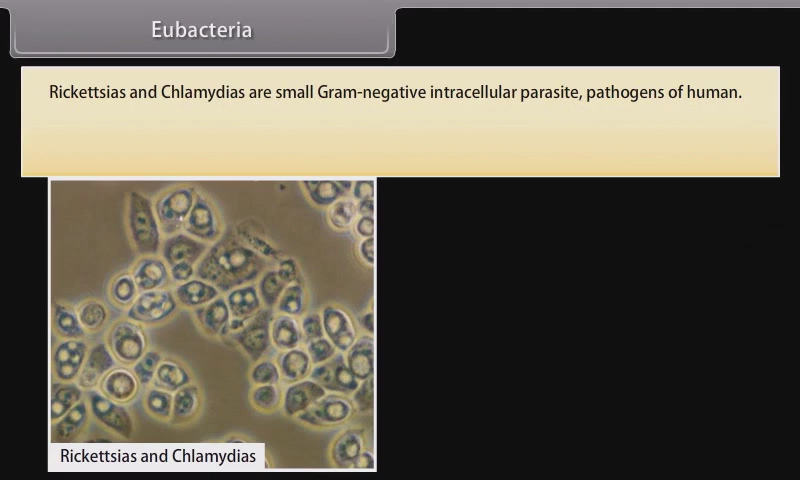 Eubacteria
Rickettsias and Chlamydias are small Gram-negative intracellular parasite, pathogens of human.
Rickettsias and Chlamydias